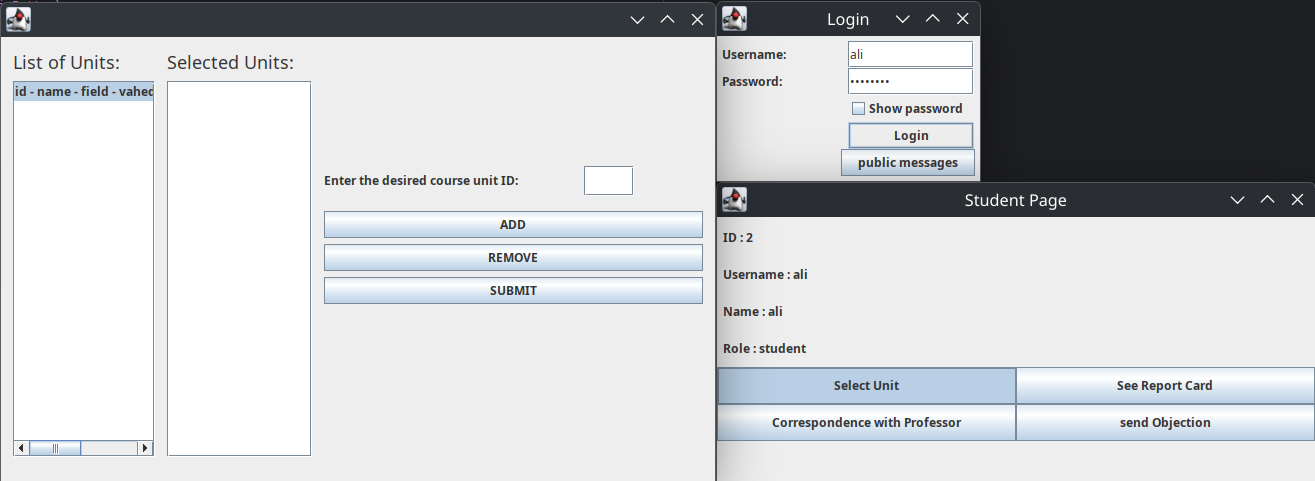 List of Units:
Selected Units:
id - name - field - vahed
Enter the desired course unit ID:
ADD
REMOVE
SUBMIT
Login
Username:
ali
Password:
••••••••
Show password
Login
public messages
Student Page
ID : 2
Username : ali
Name : ali
Role : student
Select Unit
See Report Card
Correspondence with Professor
send Objection